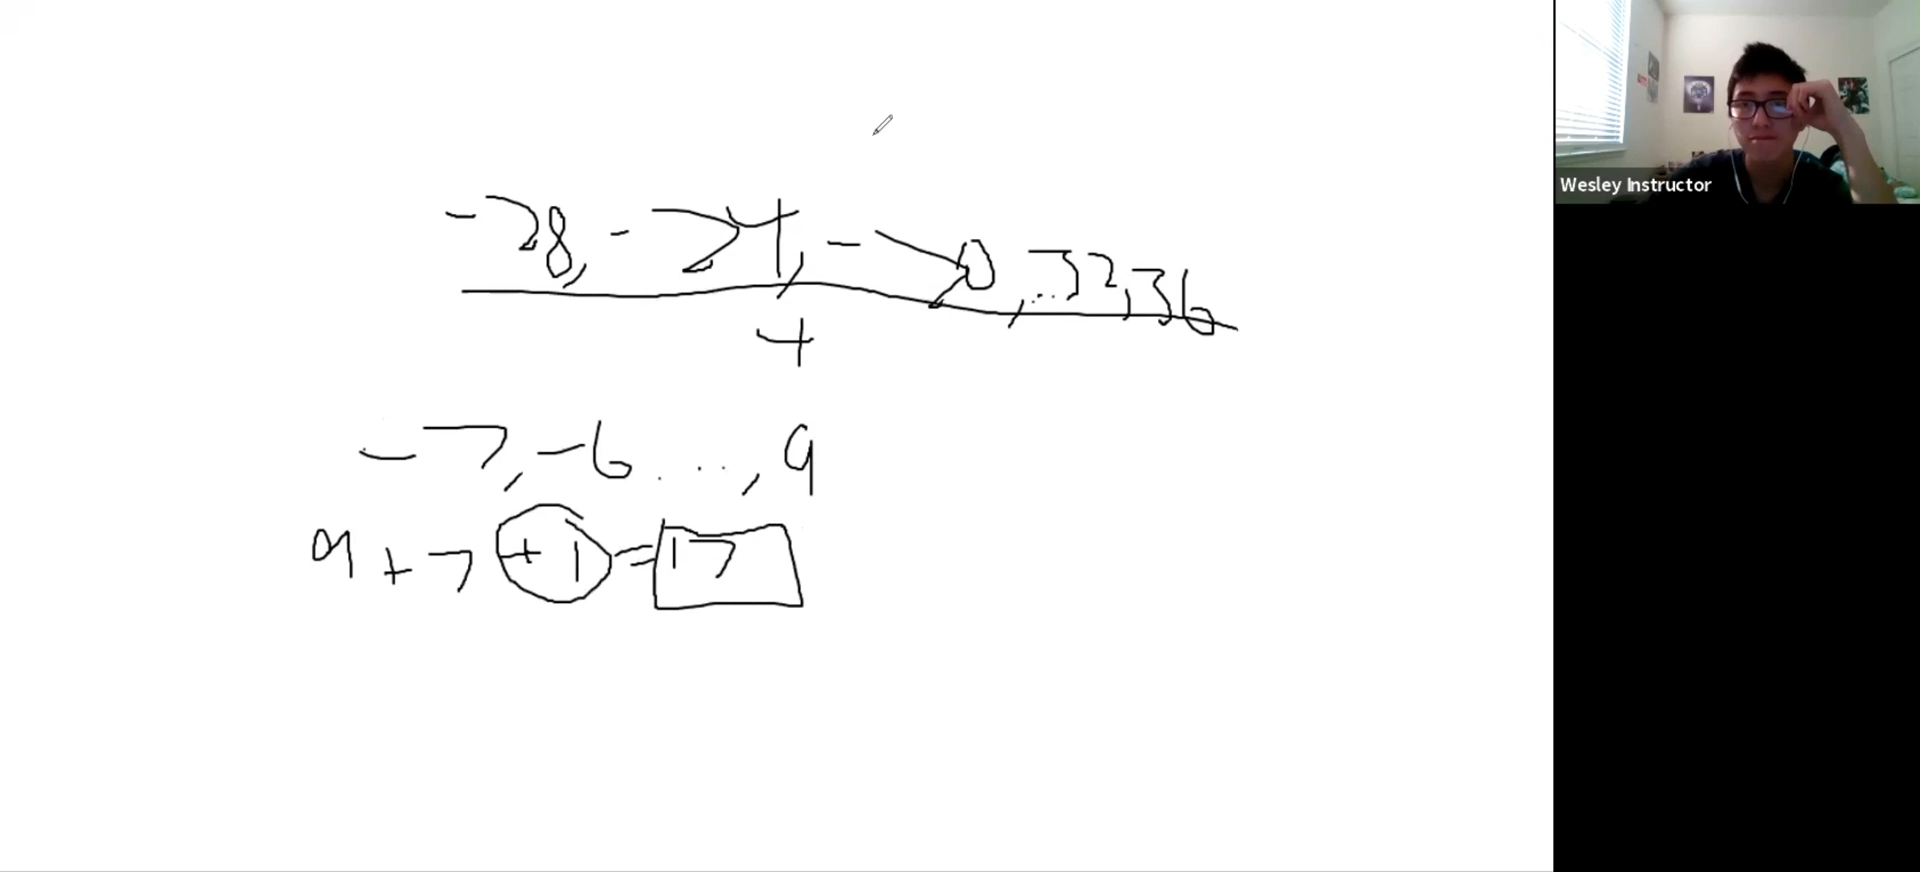 -28, -24, -20, ...32, 36
4
-7, -6 ..., 9
9 + 7 + 1 = 17
Wesley Instructor